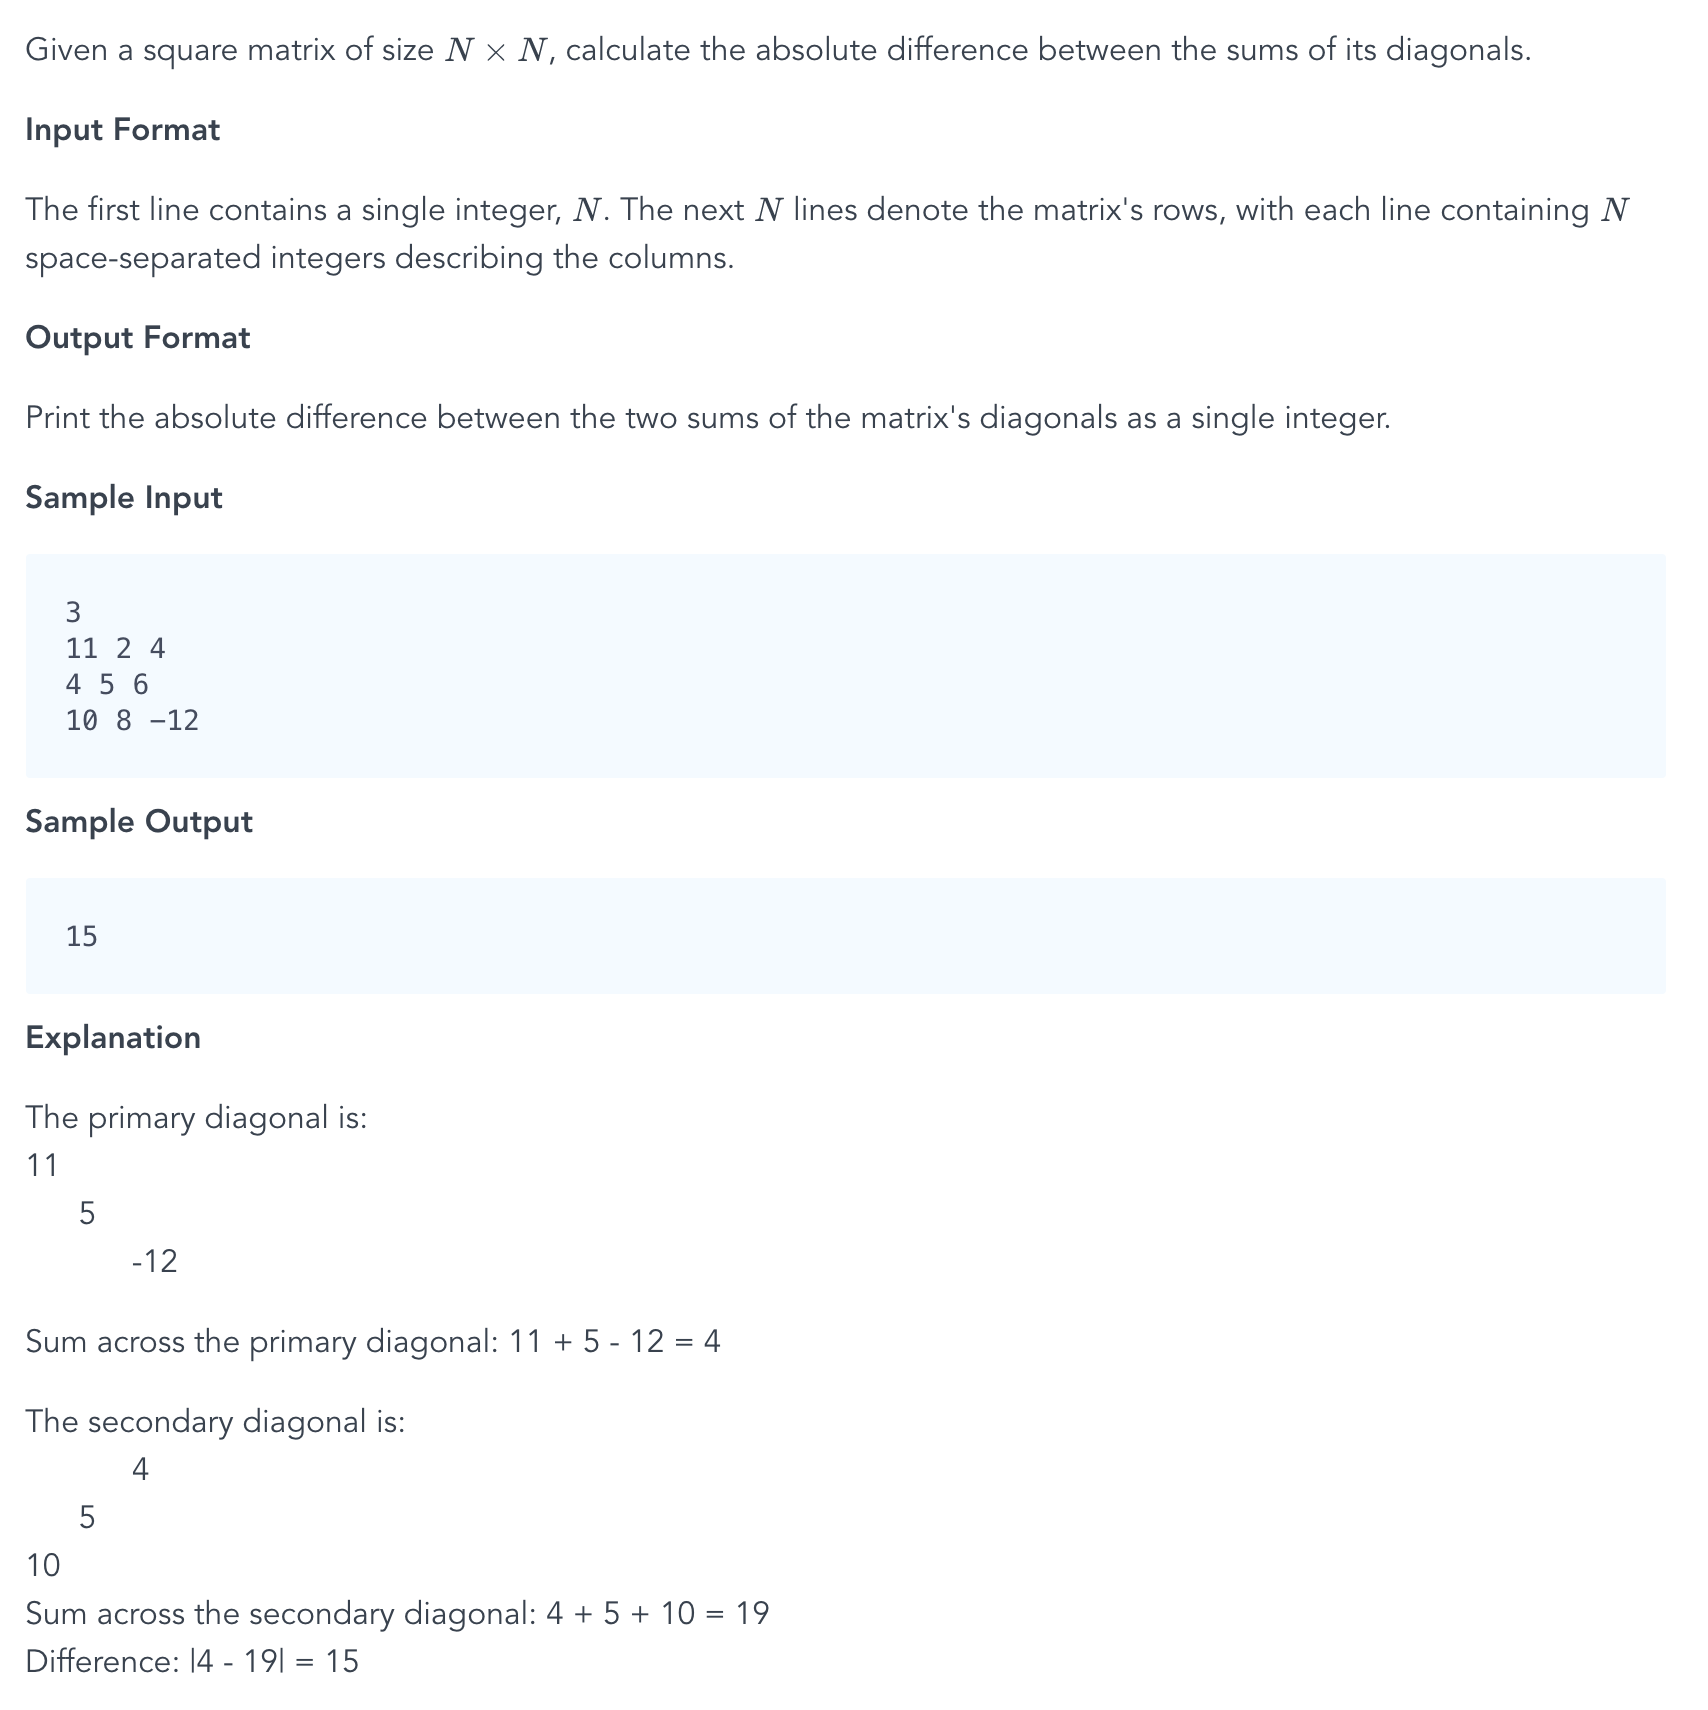 Given a square matrix of size N × N, calculate the absolute difference between the sums of its diagonals.
Input Format
The first line contains a single integer, N. The next N lines denote the matrix's rows, with each line containing N
space-separated integers describing the columns.
Output Format
Print the absolute difference between the two sums of the matrix's diagonals as a single integer.
Sample Input
3
11 2 4
4 5 6
10 8 −12
Sample Output
15
Explanation
The primary diagonal is:
11
5
-12
Sum across the primary diagonal: 11 + 5 - 12 = 4
The secondary diagonal is:
4
5
10
Sum across the secondary diagonal: 4 + 5 + 10 = 19
Difference: |4 - 19| = 15